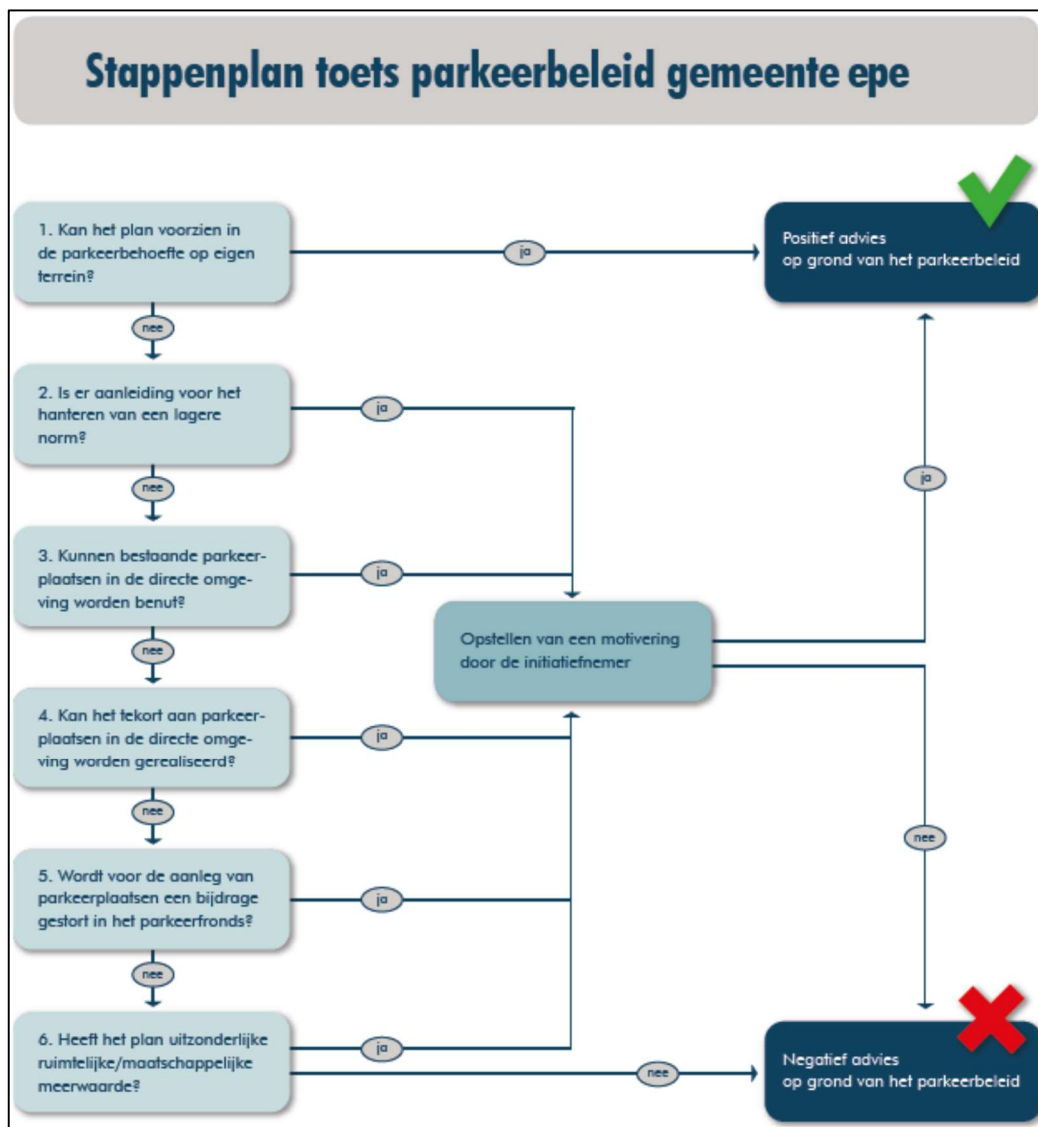 Stappenplan toets parkeerbeleid gemeente epe
1. Kan het plan voorzien in
de parkeerbehoefte op eigen
terrein?
ja
Positief advies
op grond van het parkeerbeleid
nee
2. Is er aanleiding voor het
hanteren van een lagere
norm?
ja
ja
nee
3. Kunnen bestaande parkeer-
plaatsen in de directe omge-
ving worden benut?
ja
Opstellen van een motivering
door de initiatiefnemer
nee
4. Kan het tekort aan parkeer-
plaatsen in de directe omge-
ving worden gerealiseerd?
ja
nee
nee
5. Wordt voor de aanleg van
parkeerplaatsen een bijdrage
gestort in het parkeerfronds?
ja
nee
6. Heeft het plan uitzonderlijke
ruimtelijke/maatschappelijke
meerwaarde?
ja
nee
Negatief advies
op grond van het parkeerbeleid